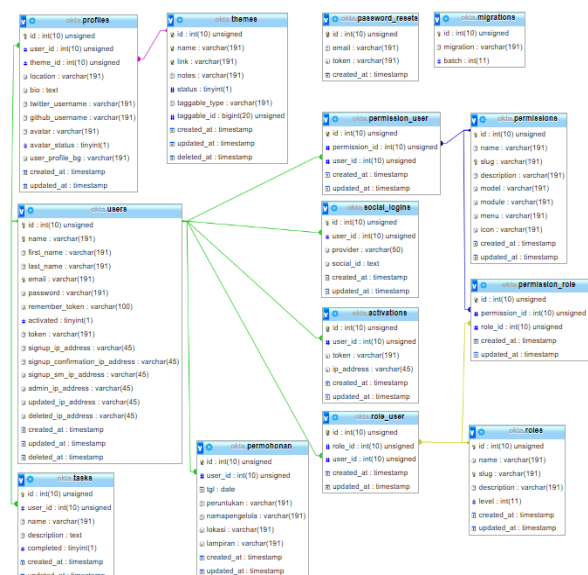 okta profiles
id : int(10) unsigned
user_id : int(10) unsigned
theme_id : int(10) unsigned
location : varchar(191)
bio : text
twitter_username : varchar(191)
github_username : varchar(191)
avatar : varchar(191)
avatar_status : tinyint(1)
user_profile_bg : varchar(191)
created_at : timestamp
updated_at : timestamp
okta themes
id : int(10) unsigned
name : varchar(191)
link : varchar(191)
notes : varchar(191)
status : tinyint(1)
taggable_type : varchar(191)
taggable_id : bigint(20) unsigned
created_at : timestamp
updated_at : timestamp
deleted_at : timestamp
okta password_resets
id : int(10) unsigned
email : varchar(191)
token : varchar(191)
created_at : timestamp
okta migrations
id : int(10) unsigned
migration : varchar(191)
batch : int(11)
okta permission_user
id : int(10) unsigned
permission_id : int(10) unsigned
user_id : int(10) unsigned
created_at : timestamp
updated_at : timestamp
okta permissions
id : int(10) unsigned
name : varchar(191)
slug : varchar(191)
description : varchar(191)
model : varchar(191)
module : varchar(191)
menu : varchar(191)
icon : varchar(191)
created_at : timestamp
updated_at : timestamp
okta users
id : int(10) unsigned
name : varchar(191)
first_name : varchar(191)
last_name : varchar(191)
email : varchar(191)
password : varchar(191)
remember_token : varchar(100)
activated : tinyint(1)
token : varchar(191)
signup_ip_address : varchar(45)
signup_confirmation_ip_address : varchar(45)
signup_sm_ip_address : varchar(45)
admin_ip_address : varchar(45)
updated_ip_address : varchar(45)
deleted_ip_address : varchar(45)
created_at : timestamp
updated_at : timestamp
deleted_at : timestamp
okta social_logins
id : int(10) unsigned
user_id : int(10) unsigned
provider : varchar(50)
social_id : text
created_at : timestamp
updated_at : timestamp
okta permission_role
id : int(10) unsigned
permission_id : int(10) unsigned
role_id : int(10) unsigned
created_at : timestamp
updated_at : timestamp
okta activations
id : int(10) unsigned
user_id : int(10) unsigned
token : varchar(191)
ip_address : varchar(45)
created_at : timestamp
updated_at : timestamp
okta role_user
id : int(10) unsigned
role_id : int(10) unsigned
user_id : int(10) unsigned
created_at : timestamp
updated_at : timestamp
okta roles
id : int(10) unsigned
name : varchar(191)
slug : varchar(191)
description : varchar(191)
level : int(11)
created_at : timestamp
updated_at : timestamp
okta permohonan
id : int(10) unsigned
user_id : int(10) unsigned
tgl : date
peruntukan : varchar(191)
namapengelola : varchar(191)
lokasi : varchar(191)
lampiran : varchar(191)
created_at : timestamp
updated_at : timestamp
okta tasks
id : int(10) unsigned
user_id : int(10) unsigned
name : varchar(191)
description : text
completed : tinyint(1)
created_at : timestamp
updated_at : timestamp